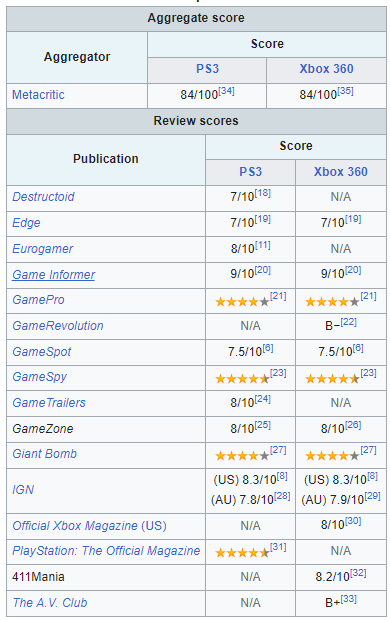 Aggregate score
Aggregator Score
PS3 Xbox 360
Metacritic 84/100[34] 84/100[35]
Review scores
Publication Score
PS3 Xbox 360
Destructoid 7/10[18] N/A
Edge 7/10[19] 7/10[19]
Eurogamer 8/10[11] N/A
Game Informer 9/10[20] 9/10[20]
GamePro ★★★★★[21] ★★★★★[21]
GameRevolution N/A B−[22]
GameSpot 7.5/10[6] 7.5/10[6]
GameSpy ★★★★★[23] ★★★★★[23]
GameTrailers 8/10[24] N/A
GameZone 8/10[25] 8/10[26]
Giant Bomb ★★★★★[27] ★★★★★[27]
IGN (US) 8.3/10[8] (US) 8.3/10[8]
(AU) 7.8/10[28] (AU) 7.9/10[29]
Official Xbox Magazine (US) N/A 8/10[30]
PlayStation: The Official Magazine ★★★★★[31] N/A
411Mania N/A 8.2/10[32]
The A.V. Club N/A B+[33]